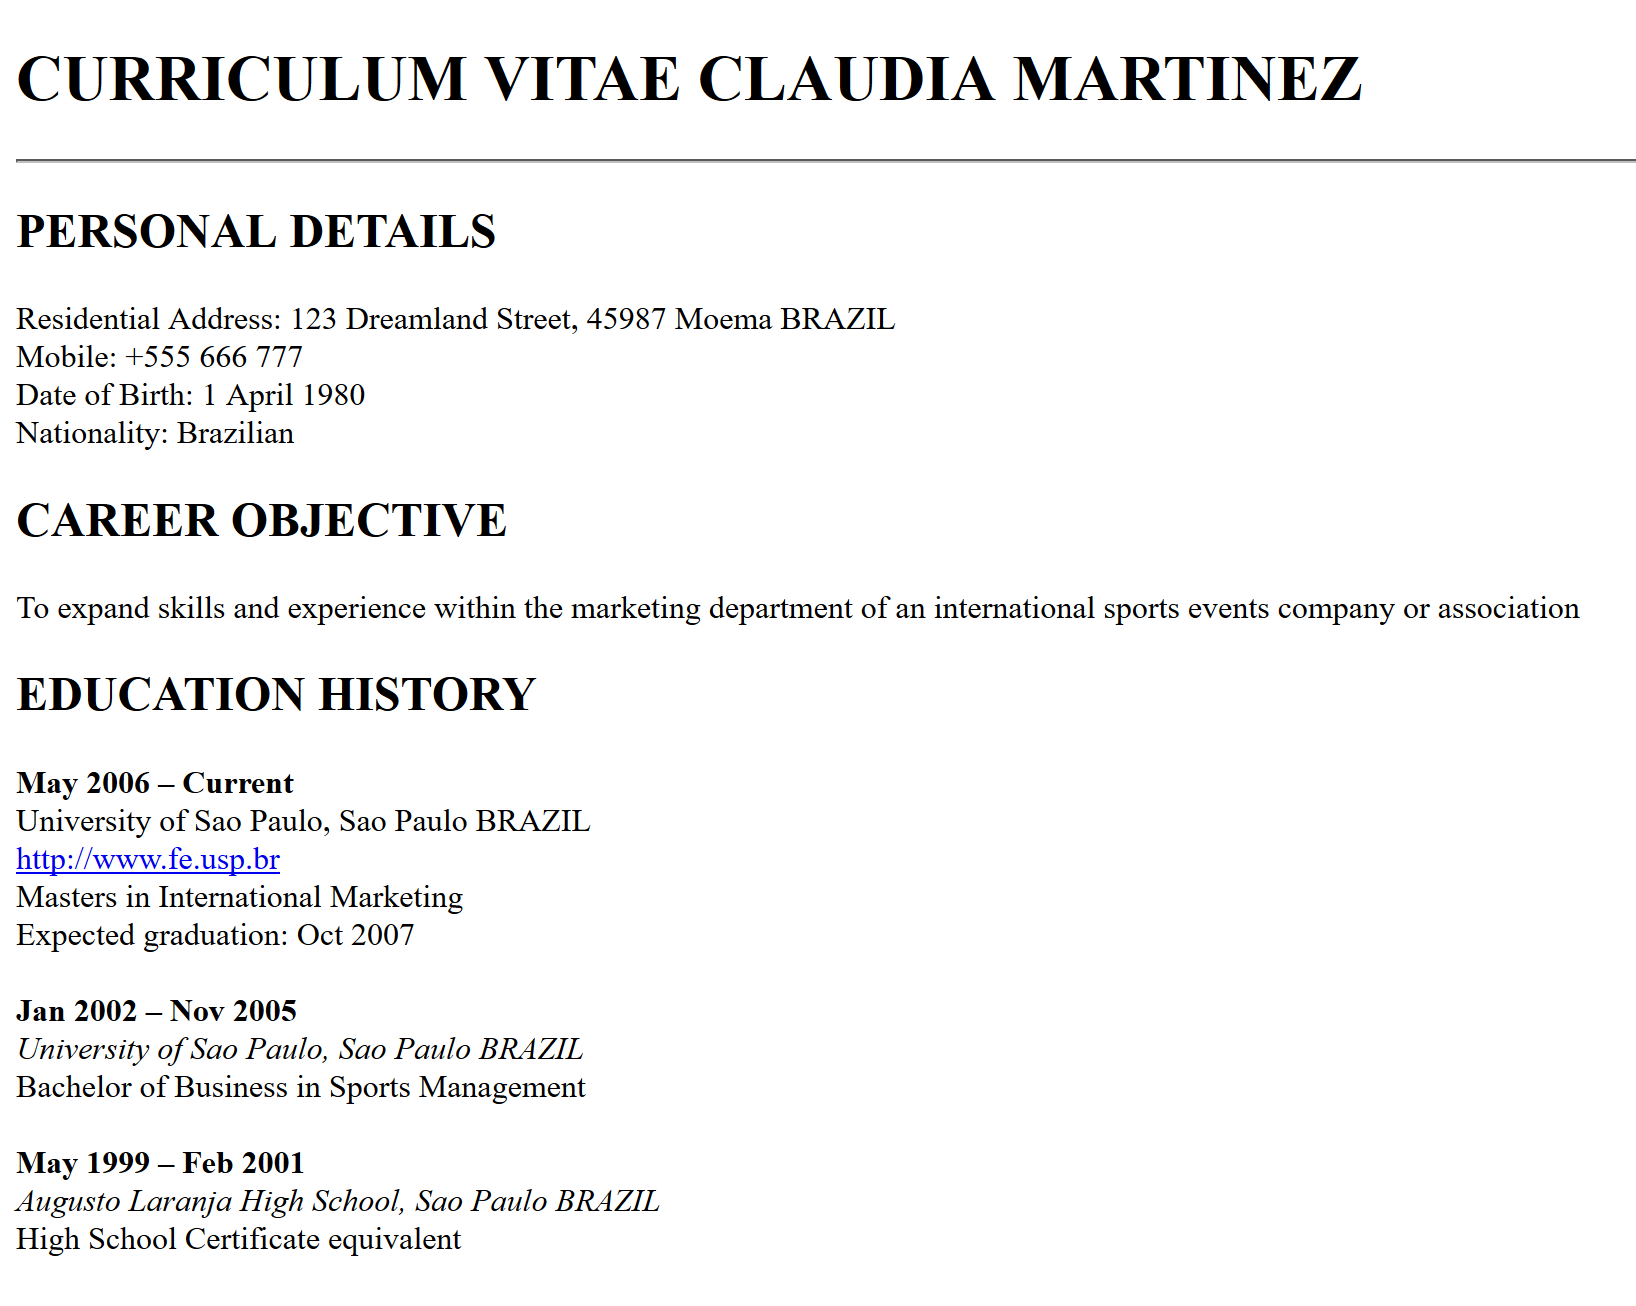 CURRICULUM VITAE CLAUDIA MARTINEZ
PERSONAL DETAILS
Residential Address: 123 Dreamland Street, 45987 Moema BRAZIL
Mobile: +555 666 777
Date of Birth: 1 April 1980
Nationality: Brazilian
CAREER OBJECTIVE
To expand skills and experience within the marketing department of an international sports events company or association
EDUCATION HISTORY
May 2006 – Current
University of Sao Paulo, Sao Paulo BRAZIL
http://www.fe.usp.br
Masters in International Marketing
Expected graduation: Oct 2007
Jan 2002 – Nov 2005
University of Sao Paulo, Sao Paulo BRAZIL
Bachelor of Business in Sports Management
May 1999 – Feb 2001
Augusto Laranja High School, Sao Paulo BRAZIL
High School Certificate equivalent